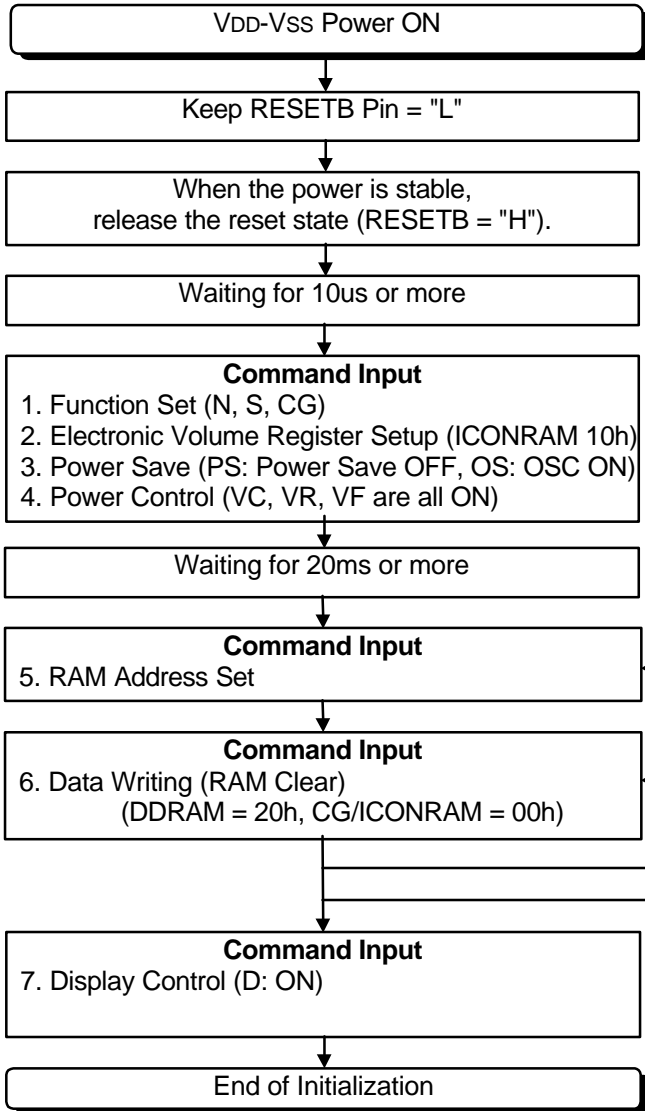 VDD-VSS Power ON
Keep RESETB Pin = "L"
When the power is stable,
release the reset state (RESETB = "H").
Waiting for 10us or more
Command Input
1. Function Set (N, S, CG)
2. Electronic Volume Register Setup (ICONRAM 10h)
3. Power Save (PS: Power Save OFF, OS: OSC ON)
4. Power Control (VC, VR, VF are all ON)
Waiting for 20ms or more
Command Input
5. RAM Address Set
Command Input
6. Data Writing (RAM Clear)
(DDRAM = 20h, CG/ICONRAM = 00h)
Command Input
7. Display Control (D: ON)
End of Initialization